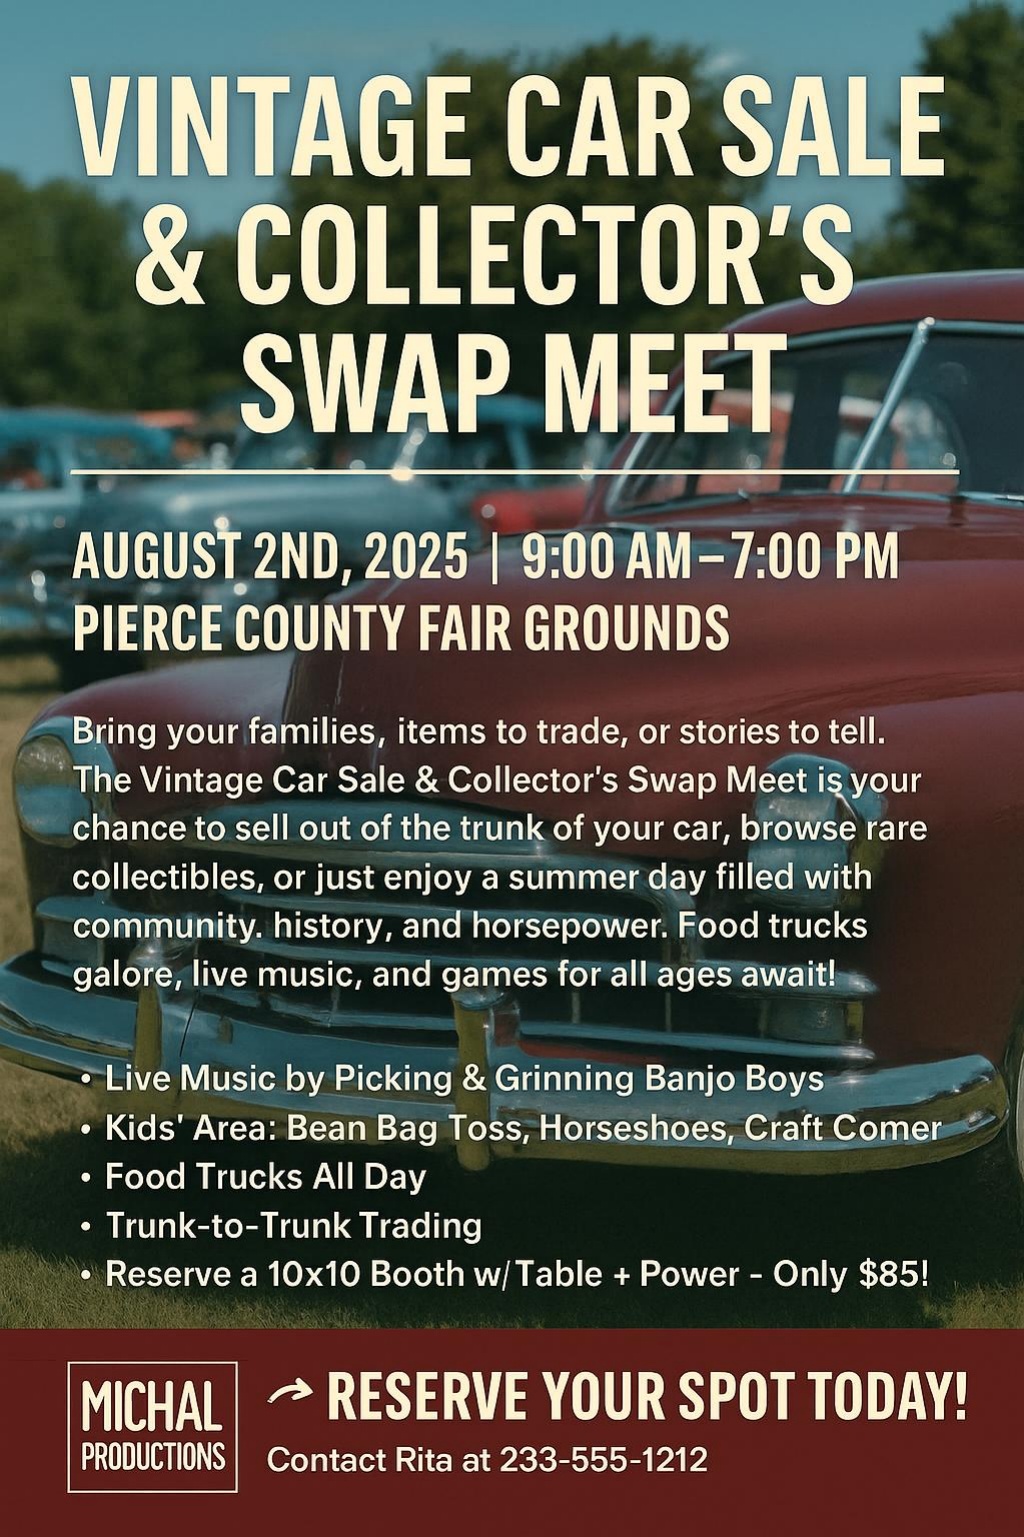 VINTAGE CAR SALE
& COLLECTOR'S
SWAP MEET
AUGUST 2ND, 2025 | 9:00 AM–7:00 PM
PIERCE COUNTY FAIR GROUNDS
Bring your families, items to trade, or stories to tell.
The Vintage Car Sale & Collector's Swap Meet is your
chance to sell out of the trunk of your car, browse rare
collectibles, or just enjoy a summer day filled with
community. history, and horsepower. Food trucks
galore, live music, and games for all ages await!
• Live Music by Picking & Grinning Banjo Boys
• Kids' Area: Bean Bag Toss, Horseshoes, Craft Comer
• Food Trucks All Day
• Trunk-to-Trunk Trading
• Reserve a 10x10 Booth w/ Table + Power - Only $85!
MICHAL
PRODUCTIONS
RESERVE YOUR SPOT TODAY!
Contact Rita at 233-555-1212